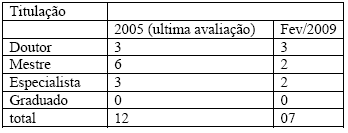 Titulação
2005 (ultima avaliação) Fev/2009
Doutor 3 3
Mestre 6 2
Especialista 3 2
Graduado 0 0
total 12 07